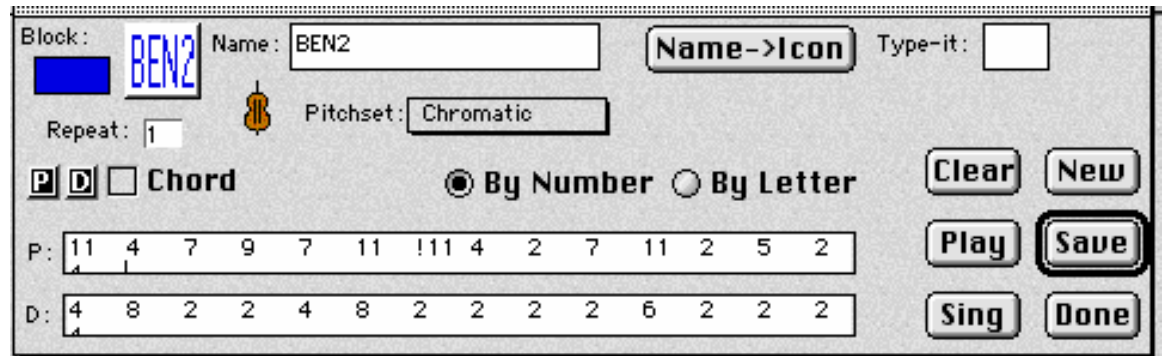 Block: BEN2 Name: BEN2 Name->Icon Type-it:
Repeat: 1 Pitchset: Chromatic
P D Chord By Number By Letter Clear New
P: 11 4 7 9 7 11 !11 4 2 7 11 2 5 2 Play Save
D: 4 8 2 2 4 8 2 2 2 2 6 2 2 2 Sing Done